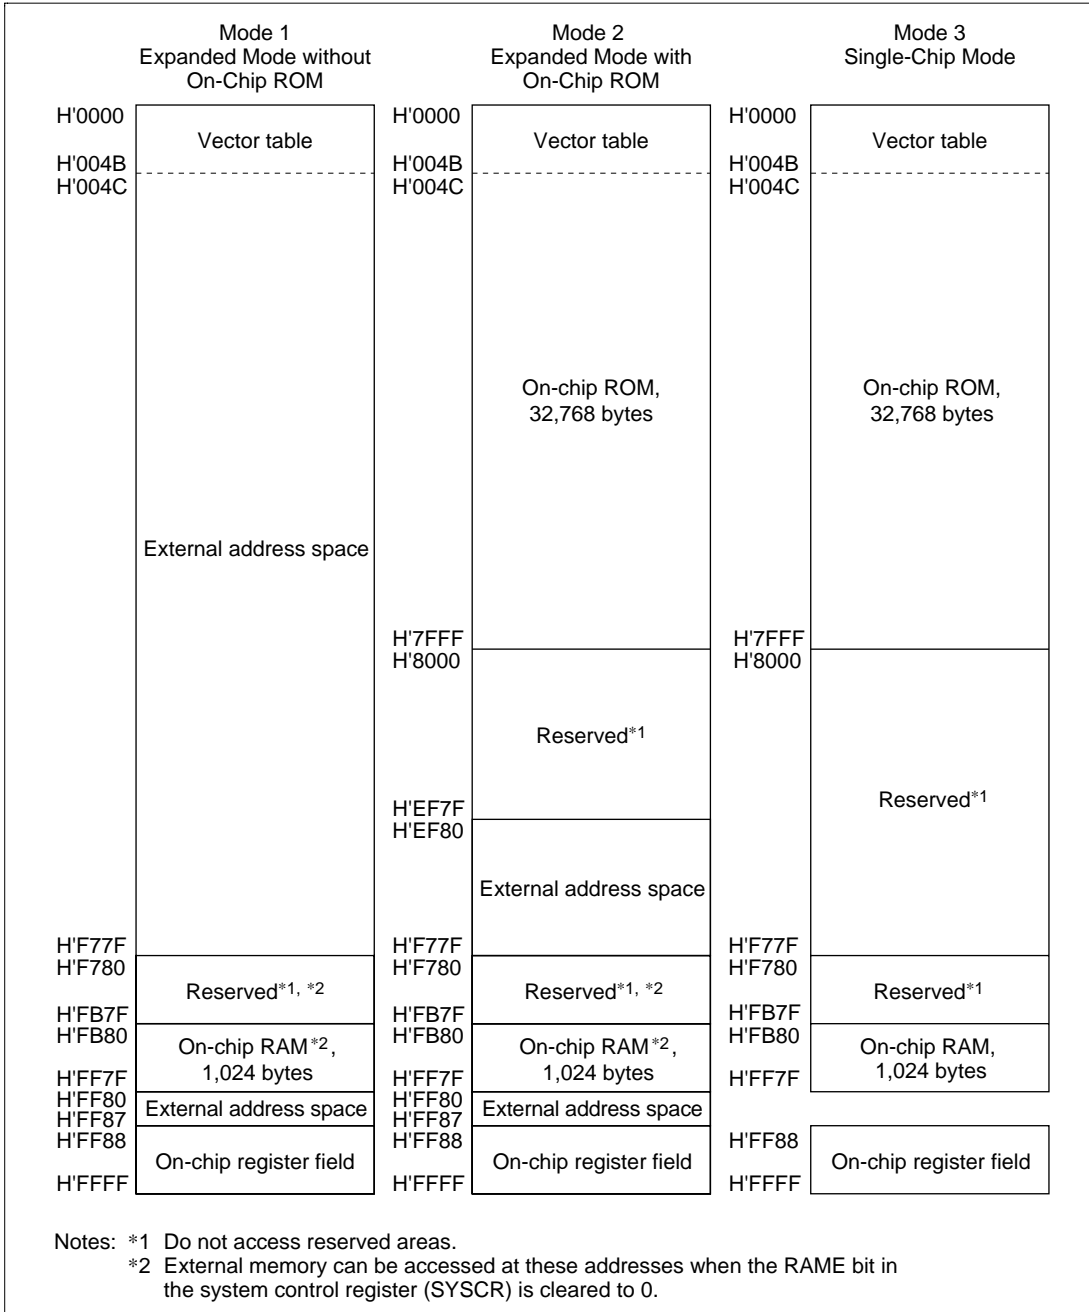 Mode 1
Expanded Mode without
On-Chip ROM
H'0000
Vector table
H'004B
H'004C
External address space
H'F77F
H'F780
Reserved*1, *2
H'FB7F
H'FB80
On-chip RAM*2,
1,024 bytes
H'FF7F
H'FF80
External address space
H'FF87
H'FF88
On-chip register field
H'FFFF
Mode 2
Expanded Mode with
On-Chip ROM
H'0000
Vector table
H'004B
H'004C
On-chip ROM,
32,768 bytes
H'7FFF
H'8000
Reserved*1
H'EF7F
H'EF80
External address space
H'F77F
H'F780
Reserved*1, *2
H'FB7F
H'FB80
On-chip RAM*2,
1,024 bytes
H'FF7F
H'FF80
External address space
H'FF87
H'FF88
On-chip register field
H'FFFF
Mode 3
Single-Chip Mode
H'0000
Vector table
H'004B
H'004C
On-chip ROM,
32,768 bytes
H'7FFF
H'8000
Reserved*1
H'F77F
H'F780
Reserved*1
H'FB7F
H'FB80
On-chip RAM,
1,024 bytes
H'FF7F
H'FF88
On-chip register field
H'FFFF
Notes: *1 Do not access reserved areas.
*2 External memory can be accessed at these addresses when the RAME bit in
the system control register (SYSCR) is cleared to 0.